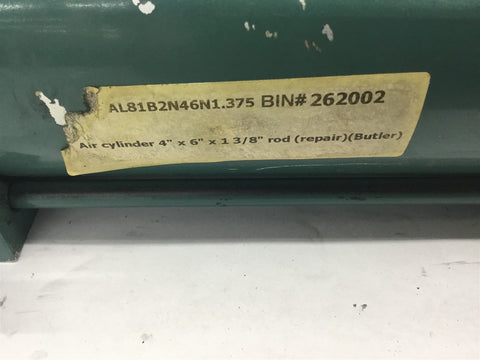 AL81B2N46N1.375 BIN# 262002
Air cylinder 4" x 6" x 1 3/8" rod (repair)(Butler)